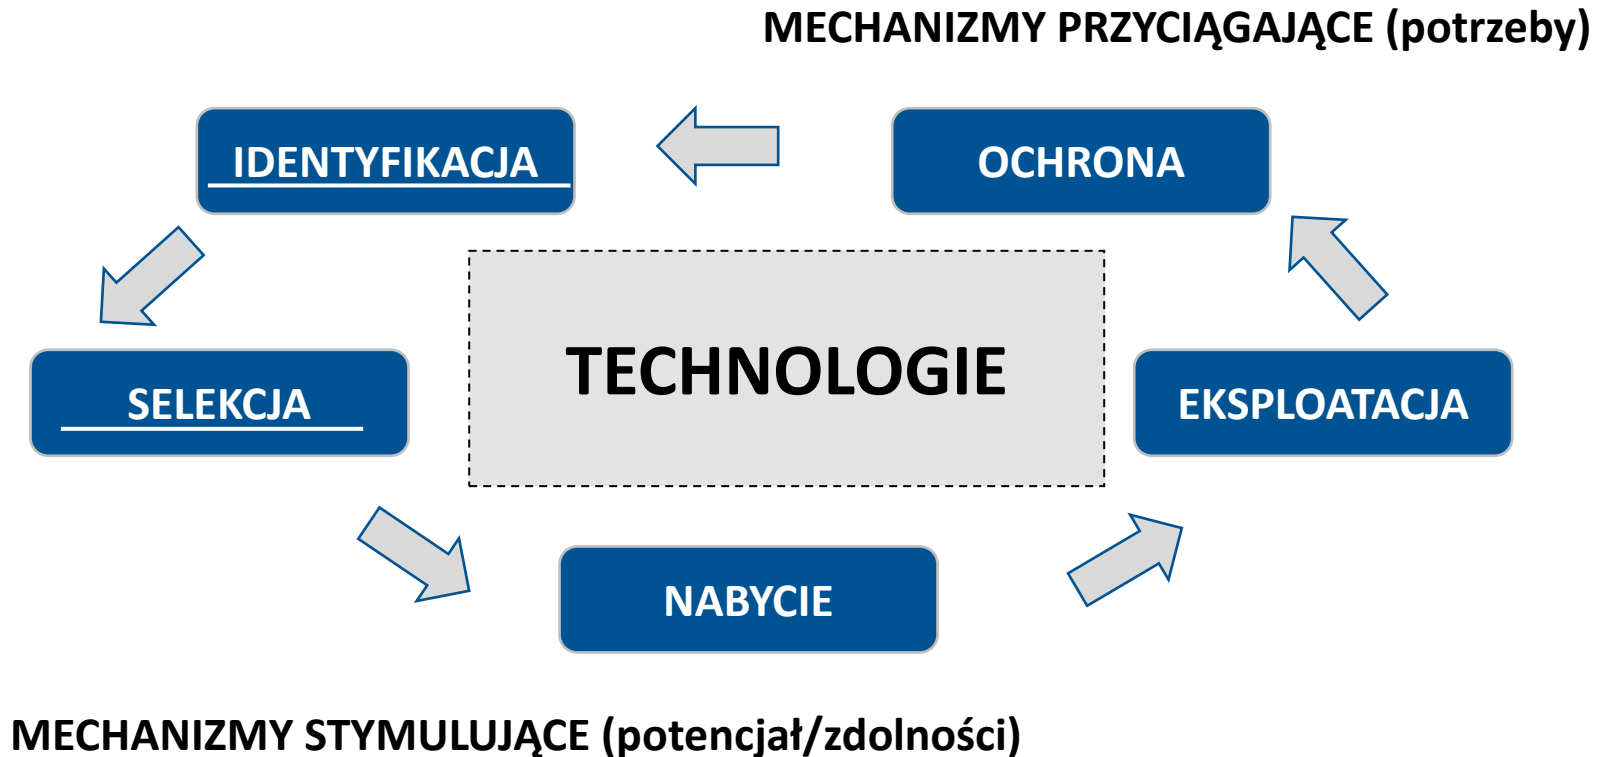 MECHANIZMY PRZYCIĄGAJĄCE (potrzeby)
IDENTYFIKACJA
OCHRONA
TECHNOLOGIE
SELEKCJA
EKSPLOATACJA
NABYCIE
MECHANIZMY STYMULUJĄCE (potencjał/zdolności)